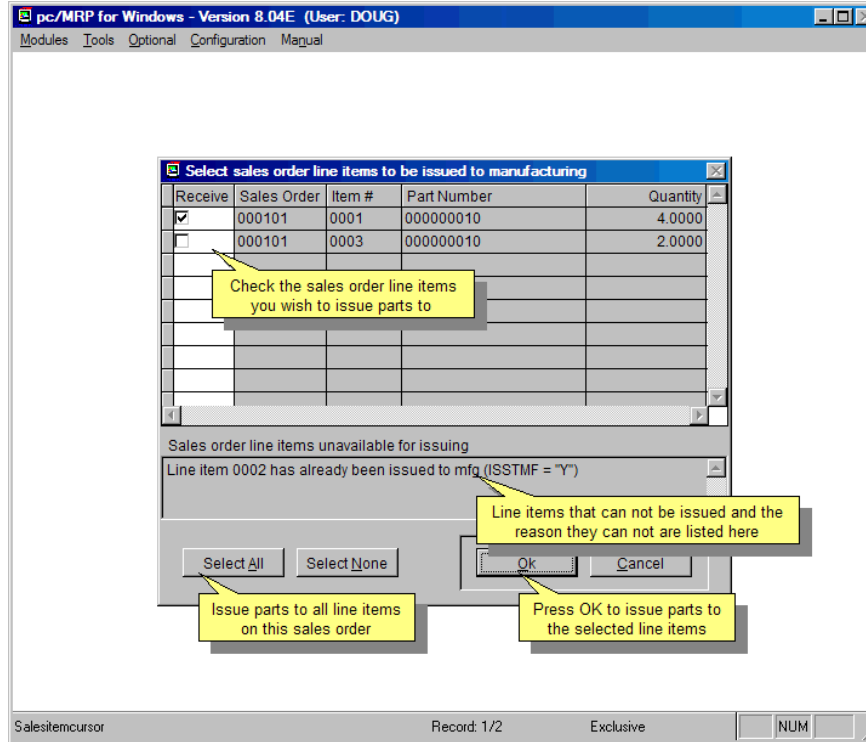 pc/MRP for Windows - Version 8.04E (User: DOUG)
Modules Tools Optional Configuration Manual
Select sales order line items to be issued to manufacturing
Receive Sales Order Item # Part Number Quantity
000101 0001 000000010 4.0000
000101 0003 000000010 2.0000
Check the sales order line items
you wish to issue parts to
Sales order line items unavailable for issuing
Line item 0002 has already been issued to mfg (ISSTMF = "Y")
Line items that can not be issued and the
reason they can not are listed here
Select All Select None Ok Cancel
Issue parts to all line items
on this sales order
Press OK to issue parts to
the selected line items
Salesitemcursor Record: 1/2 Exclusive NUM